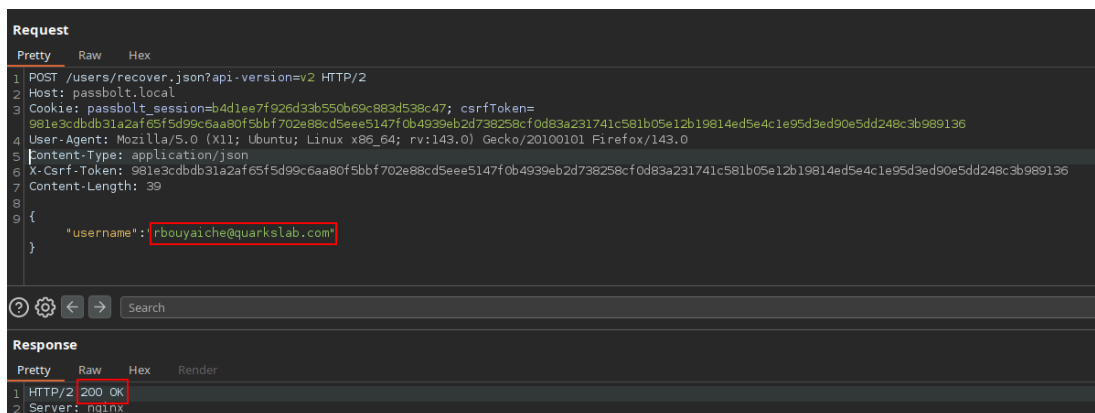 Request
Pretty Raw Hex
1 POST /users/recover.json?api-version=v2 HTTP/2
2 Host: passbolt.local
3 Cookie: passbolt_session=b4d1ee7f926d33b550b69c883d538c47; csrfToken=
981e3cdbdb31a2af65f5d99c6aa80f5bbf702e88cd5eee5147f0b4939eb2d738258cf0d83a231741c581b05e12b19814ed5e4c1e95d3ed90e5dd248c3b989136
4 User-Agent: Mozilla/5.0 (X11; Ubuntu; Linux x86_64; rv:143.0) Gecko/20100101 Firefox/143.0
5 Content-Type: application/json
6 X-Csrf-Token: 981e3cdbdb31a2af65f5d99c6aa80f5bbf702e88cd5eee5147f0b4939eb2d738258cf0d83a231741c581b05e12b19814ed5e4c1e95d3ed90e5dd248c3b989136
7 Content-Length: 39
8
9 {
"username":"rbouyaiche@quarkslab.com"
}
Search
Response
Pretty Raw Hex Render
1 HTTP/2 200 OK
2 Server: nginx